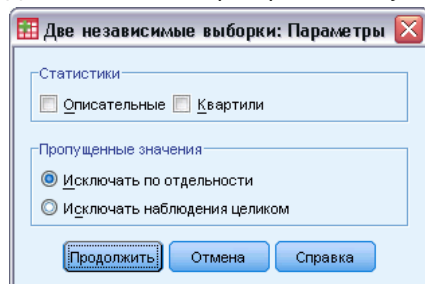 Две независимые выборки: Параметры
Статистики
Описательные Квартили
Пропущенные значения
Исключать по отдельности
Исключать наблюдения целиком
Продолжить Отмена Справка